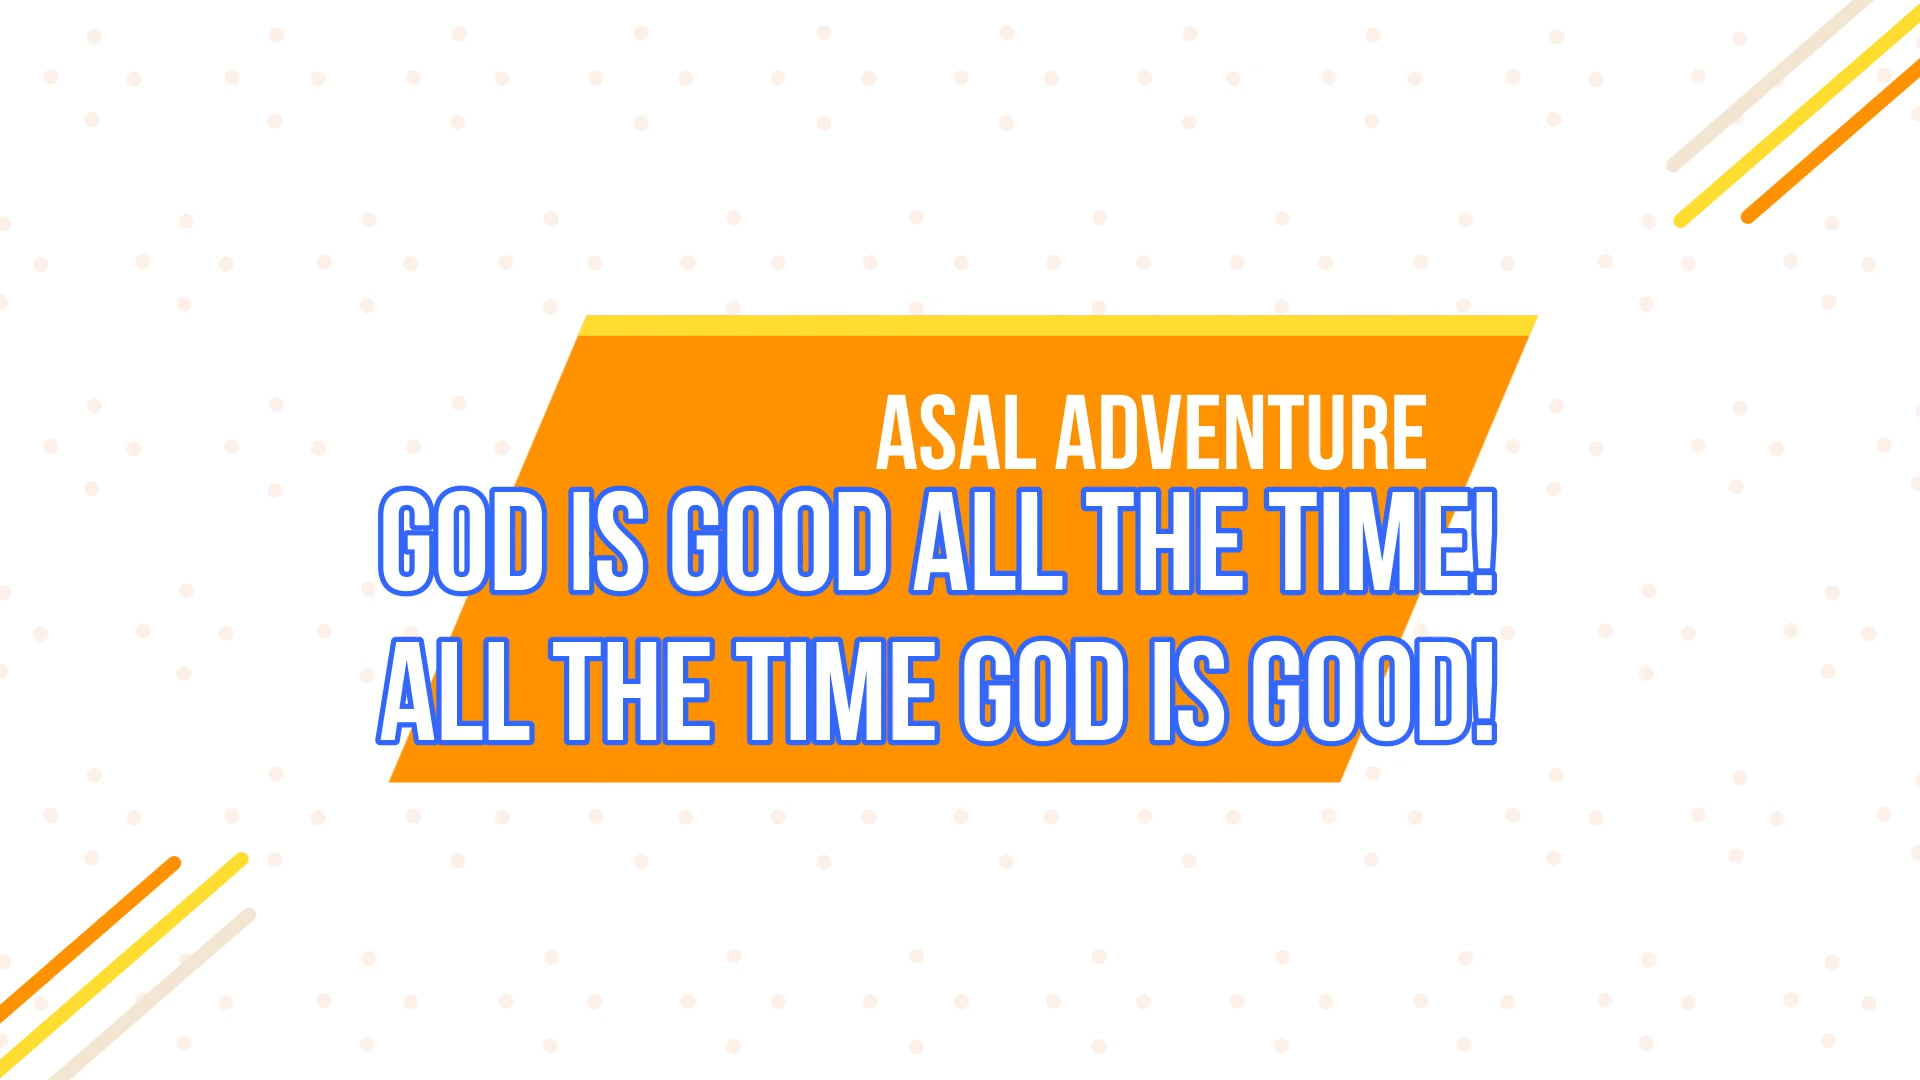 ASAL ADVENTURE
GOD IS GOOD ALL THE TIME!
ALL THE TIME GOD IS GOOD!